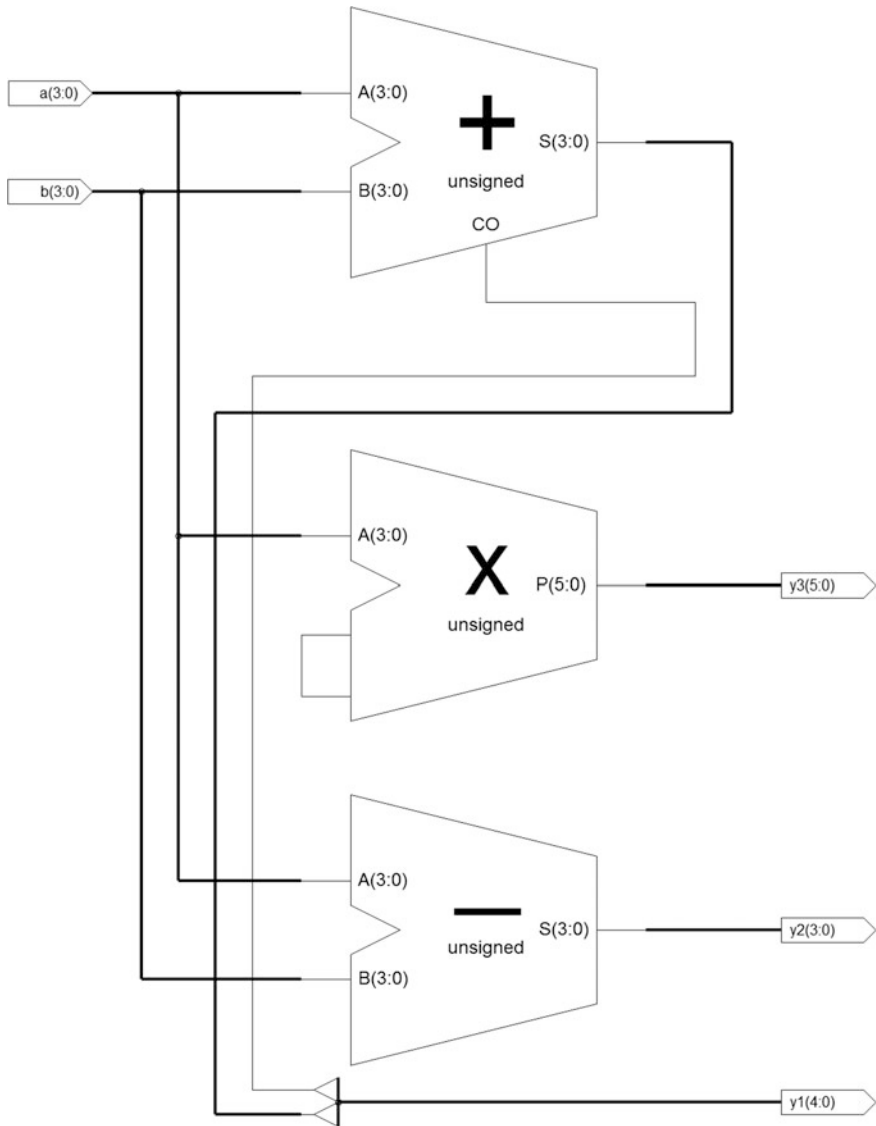 a(3:0)
A(3:0)
+
S(3:0)
unsigned
b(3:0)
B(3:0)
CO
A(3:0)
X
P(5:0)
y3(5:0)
unsigned
A(3:0)
−
S(3:0)
y2(3:0)
unsigned
B(3:0)
y1(4:0)